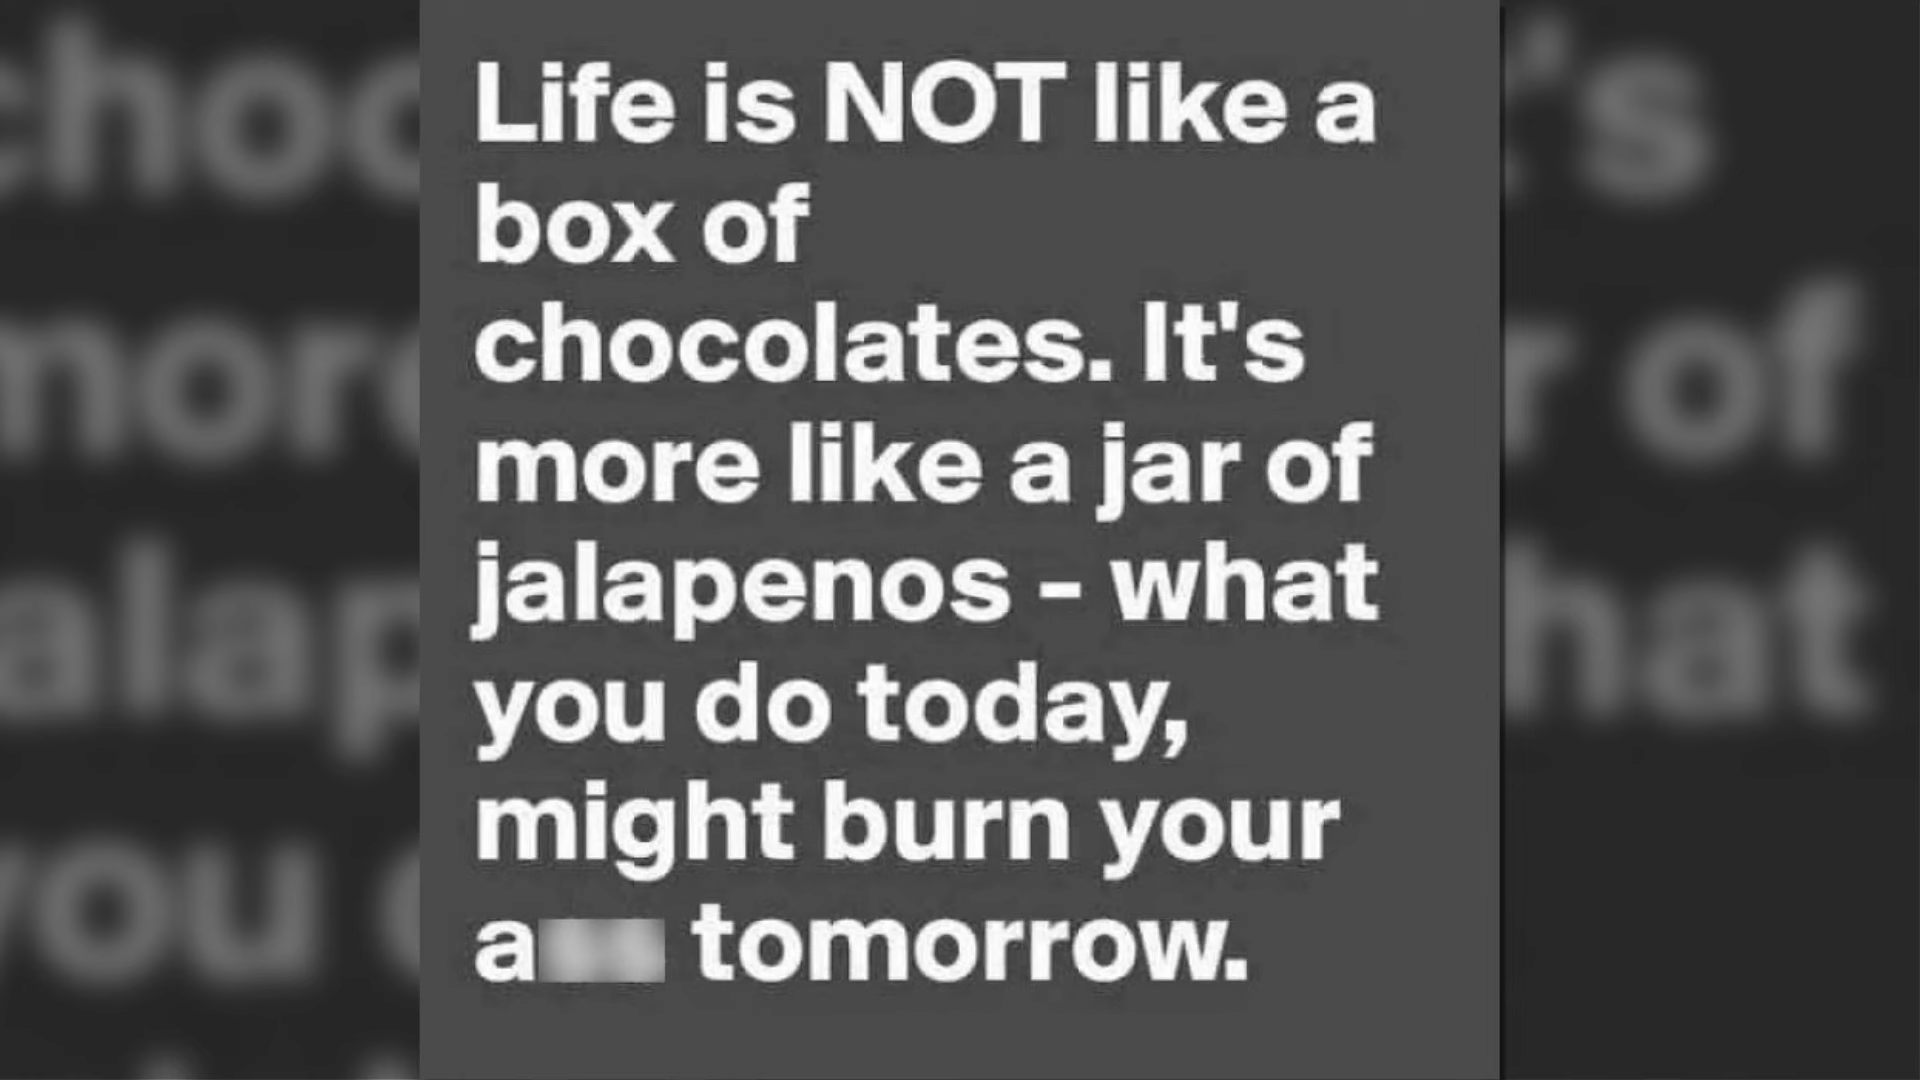 Life is NOT like a
box of
chocolates. It's
more like a jar of
jalapenos - what
you do today,
might burn your
a tomorrow.